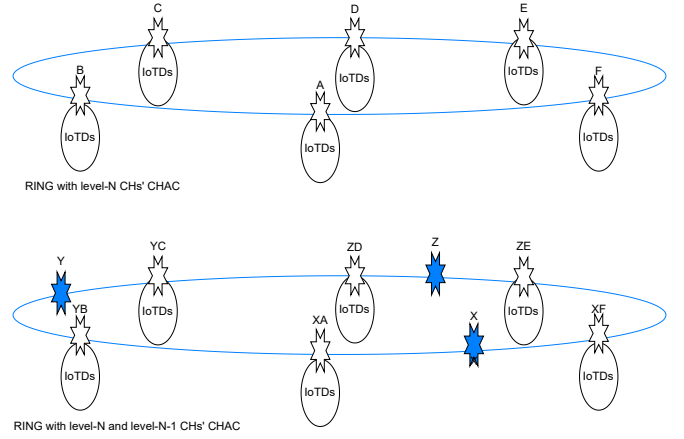 C
D
E
IoTDs
IoTDs
IoTDs
B
A
F
IoTDs
IoTDs
IoTDs
RING with level-N CHs' CHAC
Y
YC
ZD
Z
ZE
IoTDs
IoTDs
IoTDs
YB
XA
X
XF
IoTDs
IoTDs
IoTDs
RING with level-N and level-N-1 CHs' CHAC